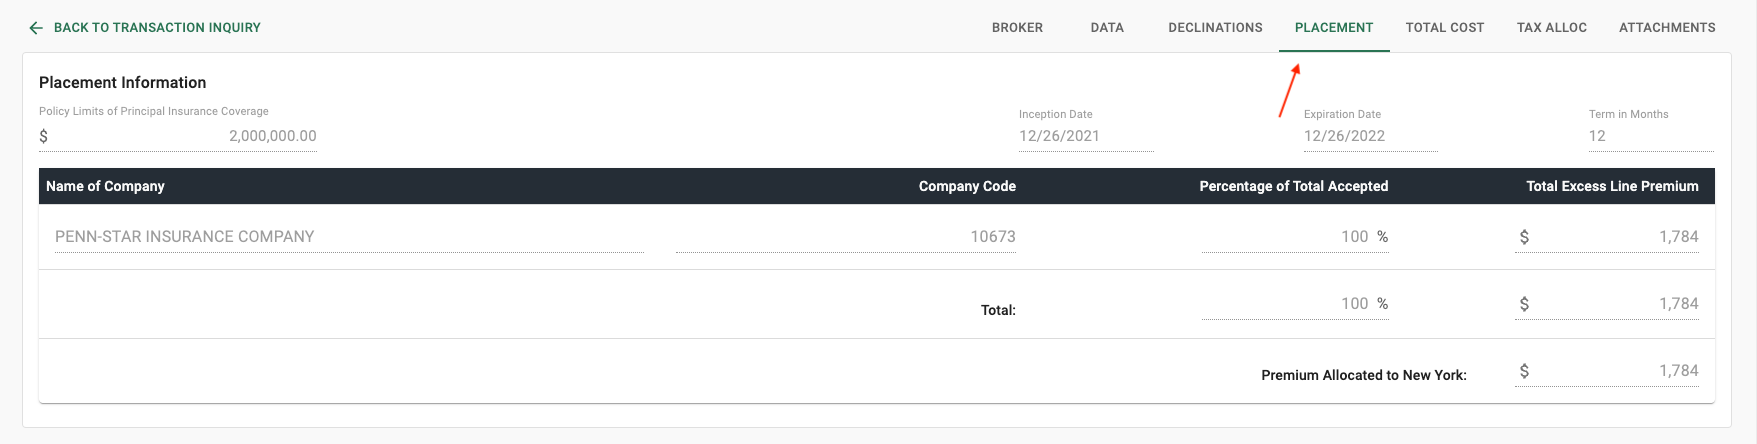 BACK TO TRANSACTION INQUIRY BROKER DATA DECLINATIONS PLACEMENT TOTAL COST TAX ALLOC ATTACHMENTS
Placement Information
Policy Limits of Principal Insurance Coverage Inception Date Expiration Date Term in Months
$ 2,000,000.00 12/26/2021 12/26/2022 12
Name of Company Company Code Percentage of Total Accepted Total Excess Line Premium
PENN-STAR INSURANCE COMPANY 10673 100 % $ 1,784
Total: 100 % $ 1,784
Premium Allocated to New York: $ 1,784